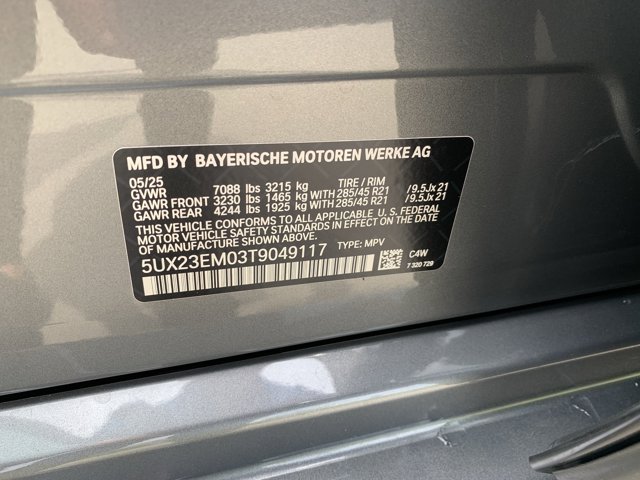 MFD BY BAYERISCHE MOTOREN WERKE AG
05/25
GVWR 7088 lbs 3215 kg TIRE / RIM
GAWR FRONT 3230 lbs 1465 kg WITH 285/45 R21 / 9.5Jx21
GAWR REAR 4244 lbs 1925 kg WITH 285/45 R21 / 9.5Jx21
THIS VEHICLE CONFORMS TO ALL APPLICABLE U. S. FEDERAL
MOTOR VEHICLE SAFETY STANDARDS IN EFFECT ON THE DATE
OF MANUFACTURE SHOWN ABOVE.
5UX23EM03T9049117 TYPE: MPV
C4W
7 320 729